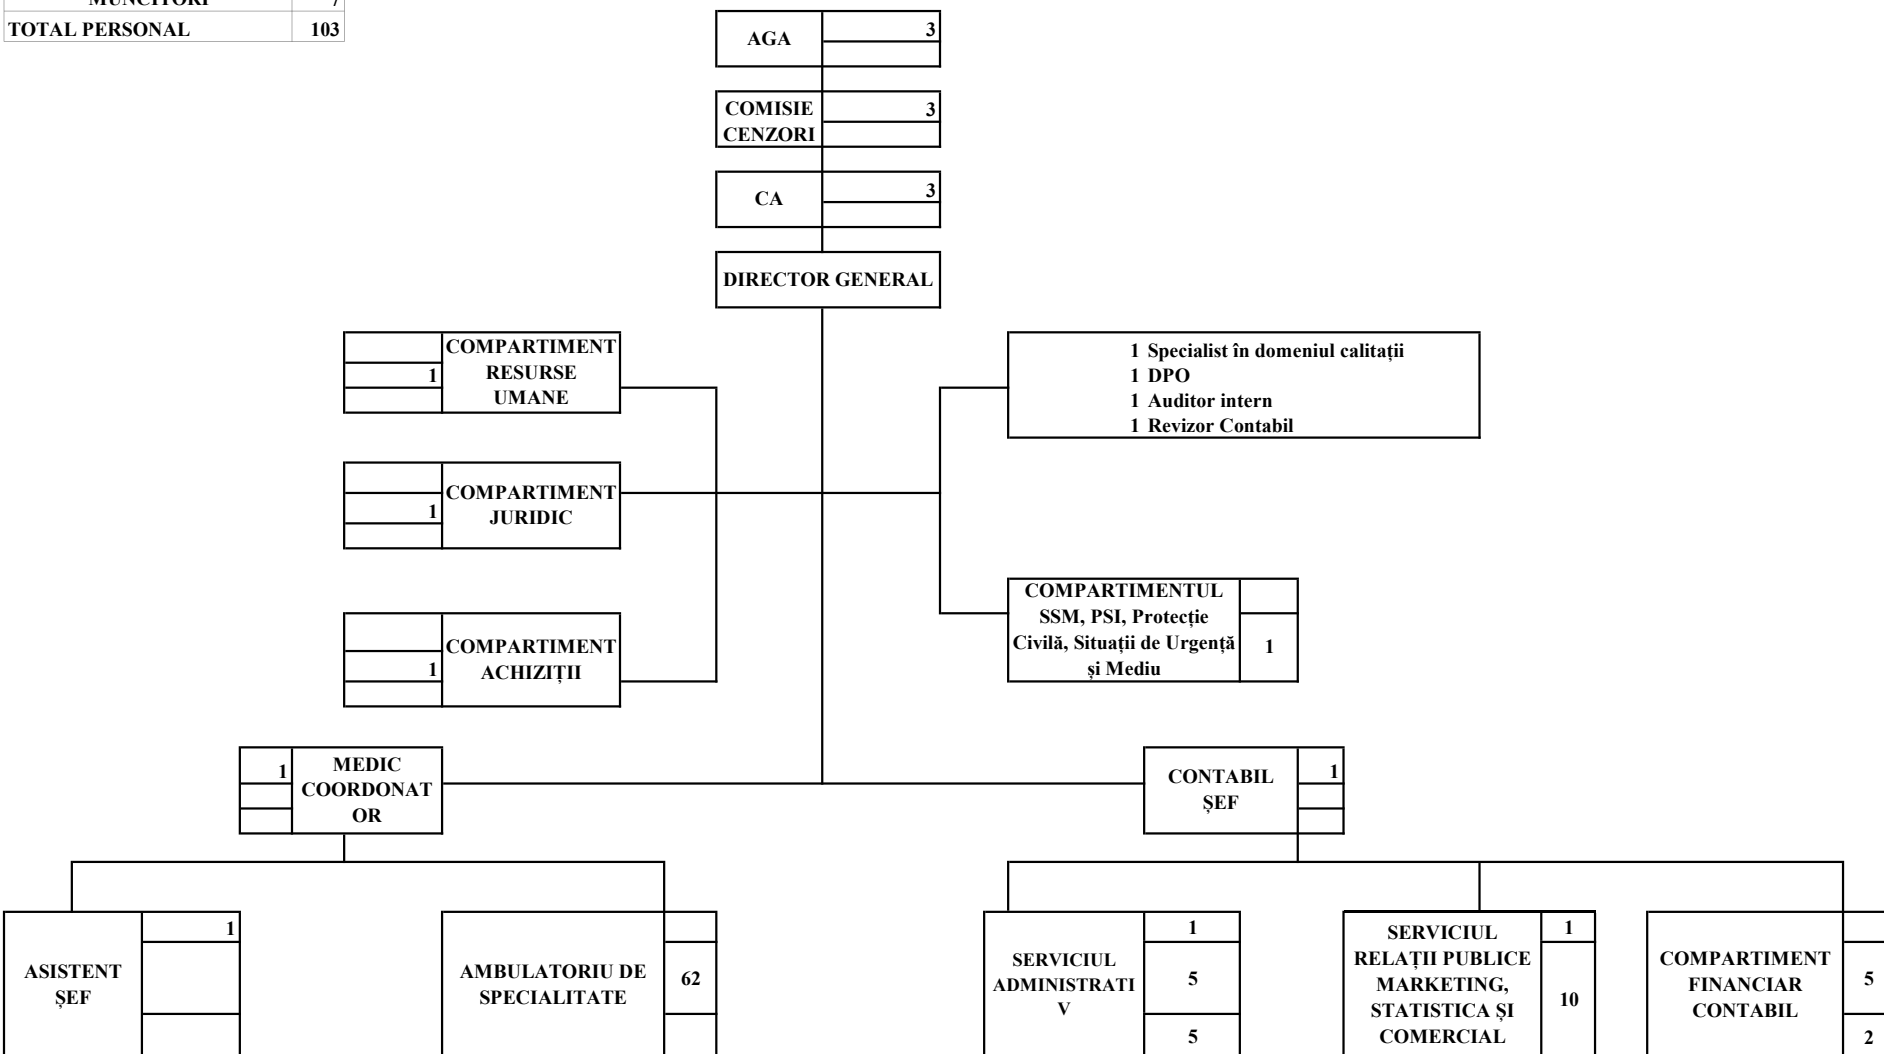 MUNCITORI 7
TOTAL PERSONAL 103
AGA 3
COMISIE CENZORI 3
CA 3
DIRECTOR GENERAL
COMPARTIMENT
RESURSE
UMANE
1
1 Specialist în domeniul calitații
1 DPO
1 Auditor intern
1 Revizor Contabil
COMPARTIMENT
JURIDIC
1
COMPARTIMENTUL
SSM, PSI, Protecție
Civilă, Situații de Urgență
și Mediu
1
COMPARTIMENT
ACHIZIȚII
1
1
MEDIC
COORDONAT
OR
CONTABIL
ȘEF
1
ASISTENT
ȘEF
1
AMBULATORIU DE
SPECIALITATE
62
SERVICIUL
ADMINISTRATI
V
1
5
5
SERVICIUL
RELAȚII PUBLICE
MARKETING,
STATISTICA ȘI
COMERCIAL
1
10
COMPARTIMENT
FINANCIAR
CONTABIL
5
2